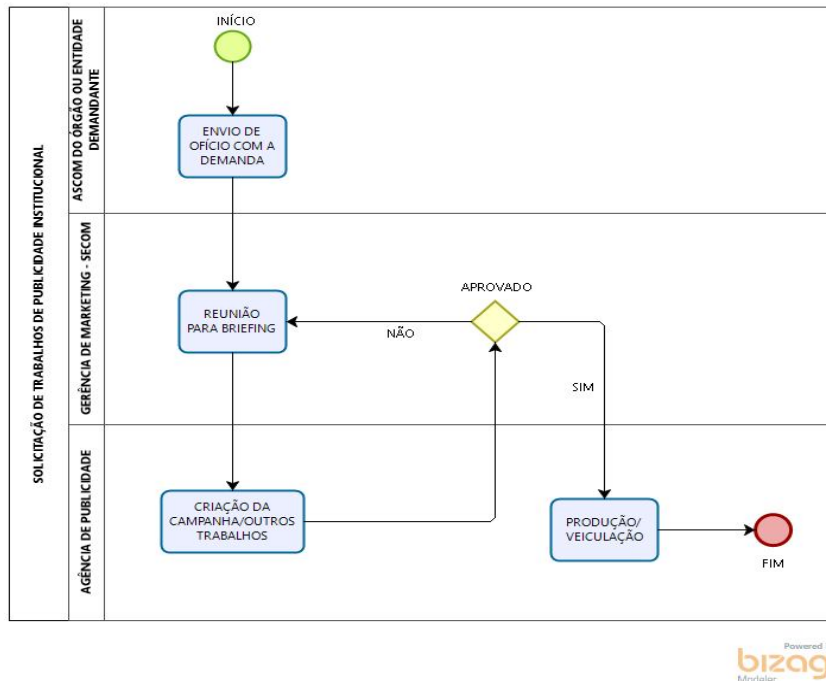 SOLICITAÇÃO DE TRABALHOS DE PUBLICIDADE INSTITUCIONAL
ASCOM DO ÓRGÃO OU ENTIDADE
DEMANDANTE
INÍCIO
ENVIO DE
OFÍCIO COM A
DEMANDA
GERÊNCIA DE MARKETING - SECOM
REUNIÃO
PARA BRIEFING
NÃO
APROVADO
SIM
AGÊNCIA DE PUBLICIDADE
CRIAÇÃO DA
CAMPANHA/OUTROS
TRABALHOS
PRODUÇÃO/
VEICULAÇÃO
FIM
Powered
bizag
Modeler